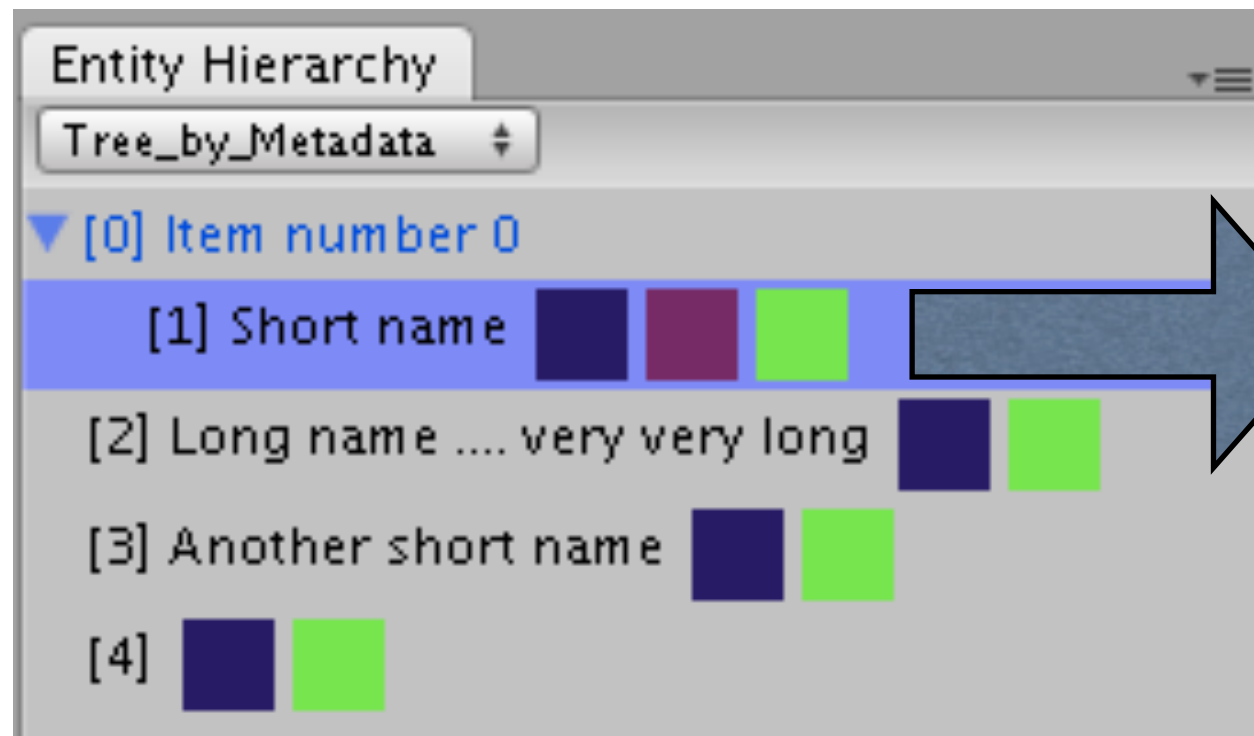 Entity Hierarchy
Tree_by_Metadata
[0] Item number 0
[1] Short name
[2] Long name .... very very long
[3] Another short name
[4]